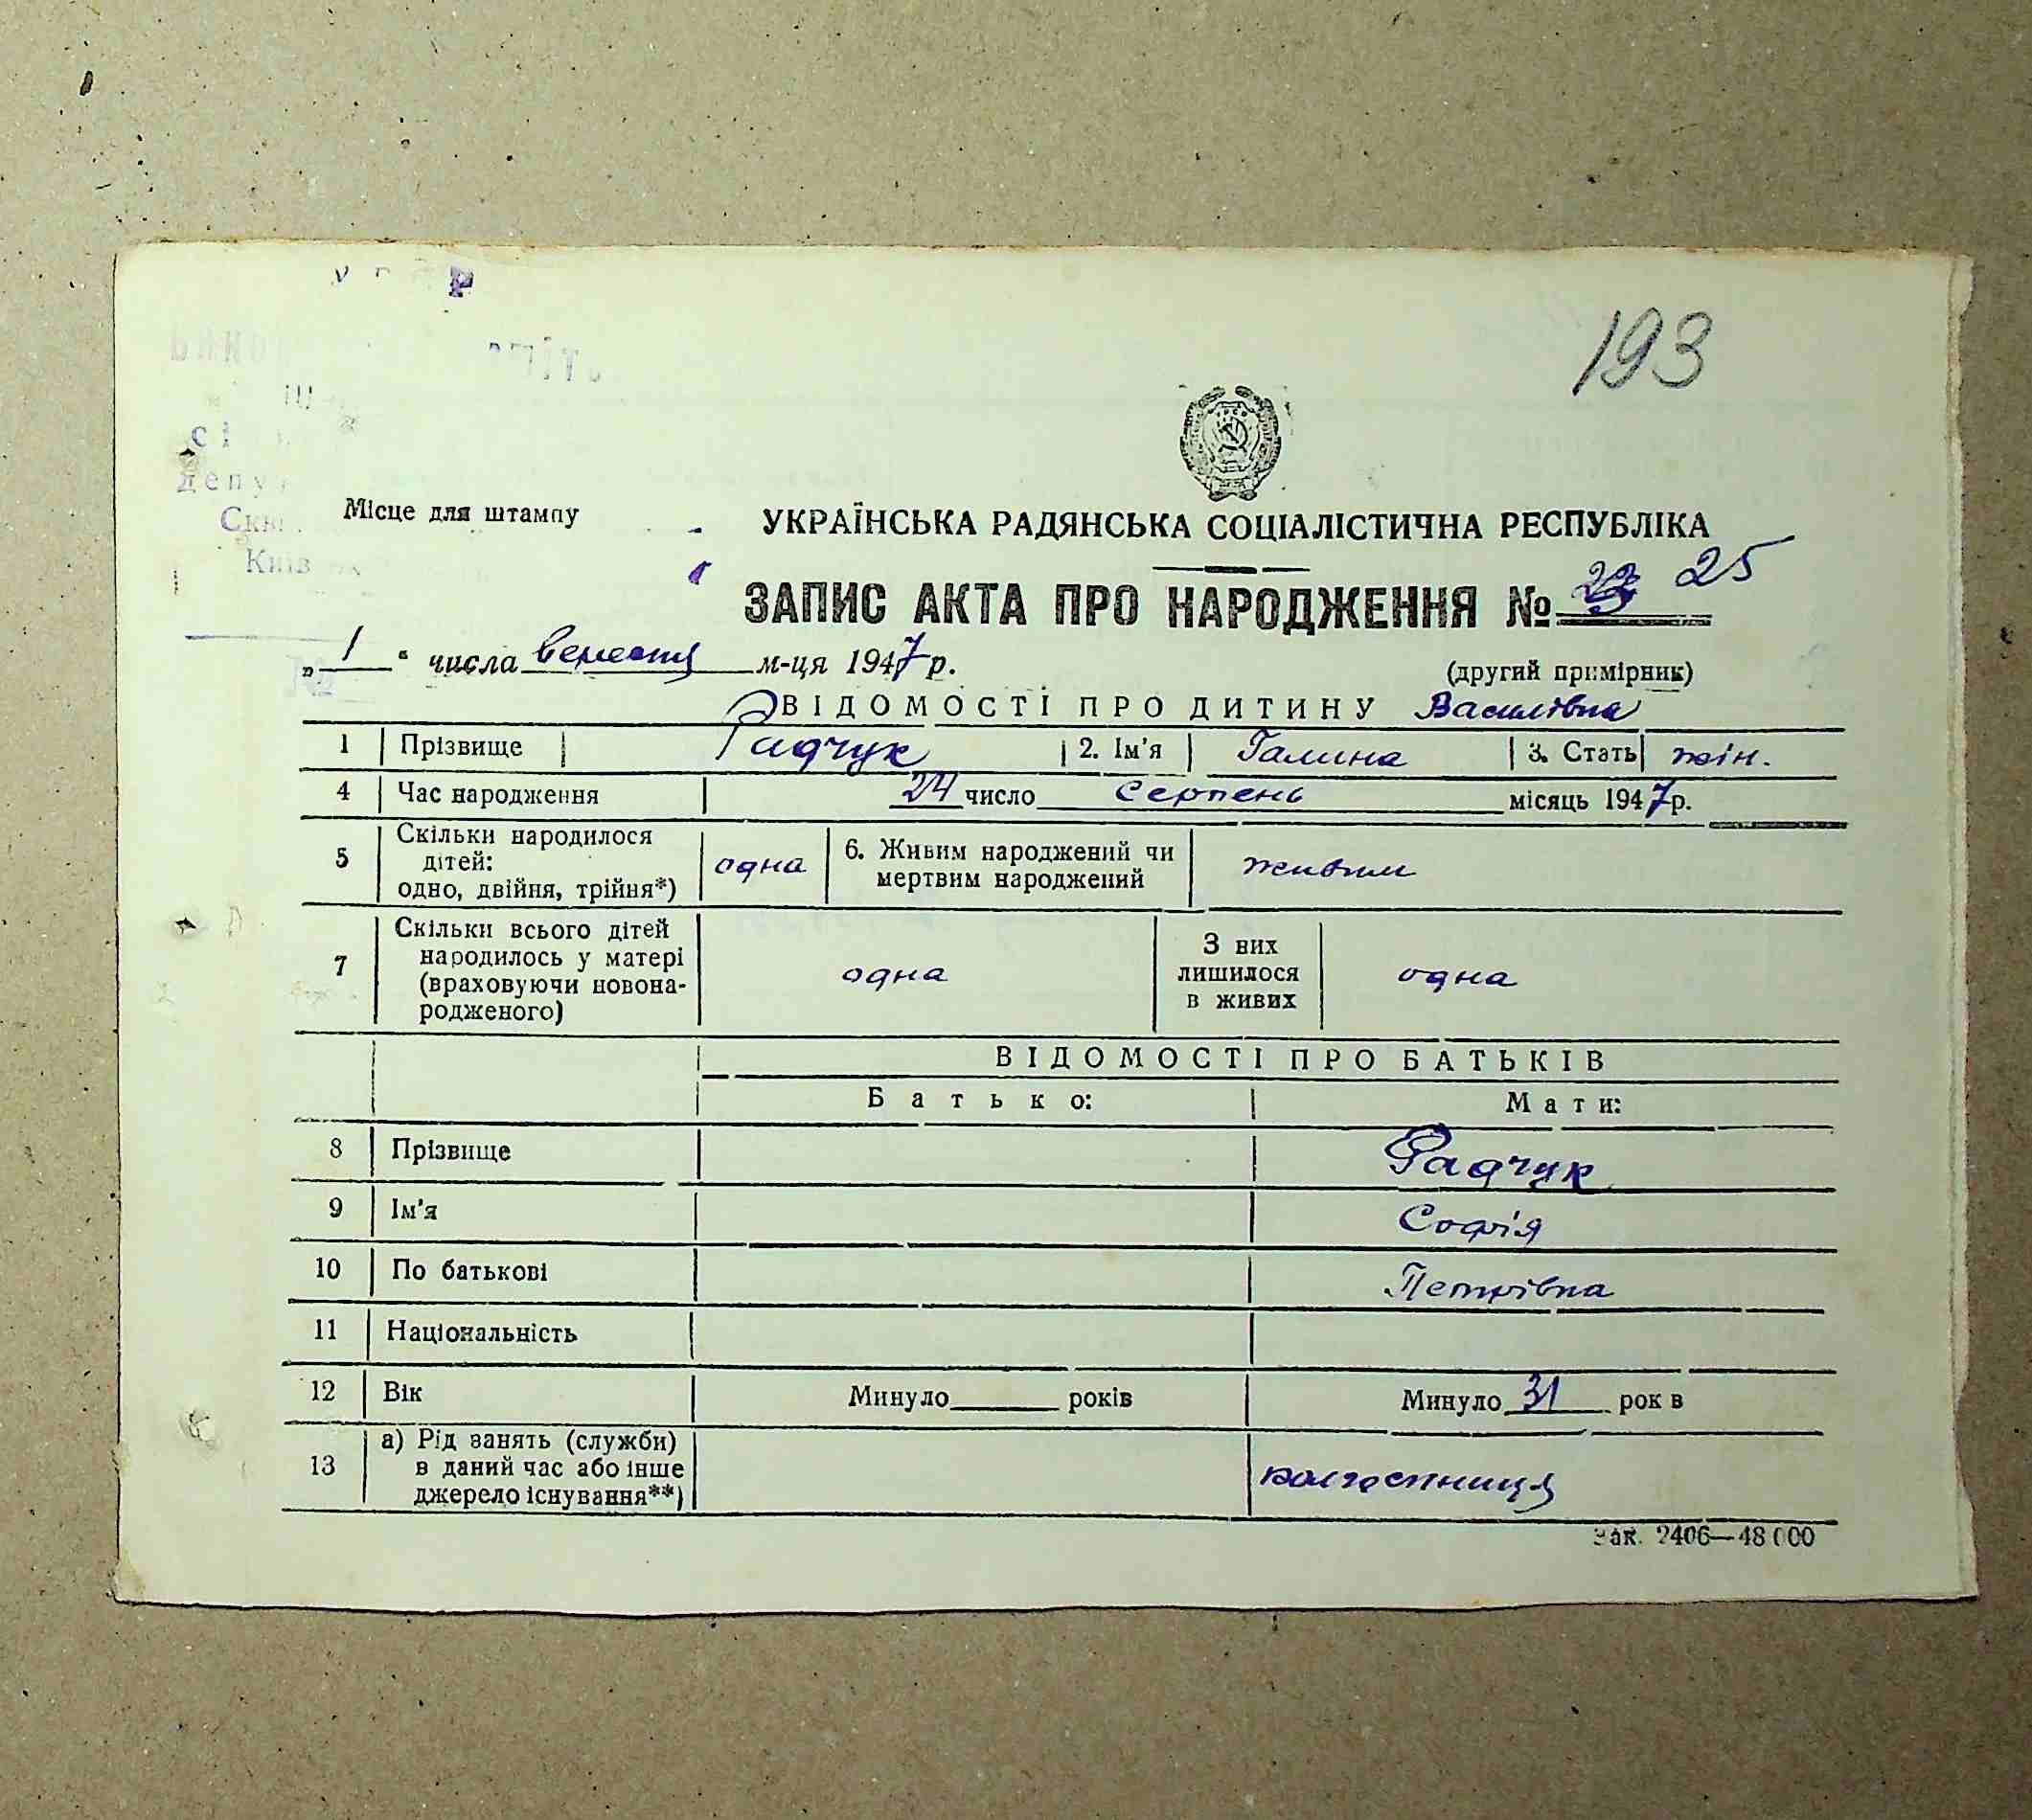 193
Депу
Київ
Місце для штампу
УКРАЇНСЬКА РАДЯНСЬКА СОЦІАЛІСТИЧНА РЕСПУБЛІКА
ЗАПИС АКТА ПРО НАРОДЖЕННЯ № 25
„ 1 “ числа м-ця 1947 р.
(другий примірник)
ВІДОМОСТІ ПРО ДИТИНУ Василівна
1 Прізвище Радчук 2. Ім'я Галина 3. Стать жін.
4 Час народження 24 число Серпень місяць 1947 р.
5 Скільки народилося дітей: одно, двійня, трійня*) одна 6. Живим народжений чи мертвим народжений живим
7 Скільки всього дітей народилось у матері (враховуючи новонародженого) одна З них лишилося в живих одна
ВІДОМОСТІ ПРО БАТЬКІВ
Батько: Мати:
8 Прізвище Радчук
9 Ім'я Софія
10 По батькові Петрівна
11 Національність
12 Вік Минуло років Минуло 31 рок в
13 а) Рід занять (служби) в даний час або інше джерело існування**) колгоспниця
Зак. 2406—48 000